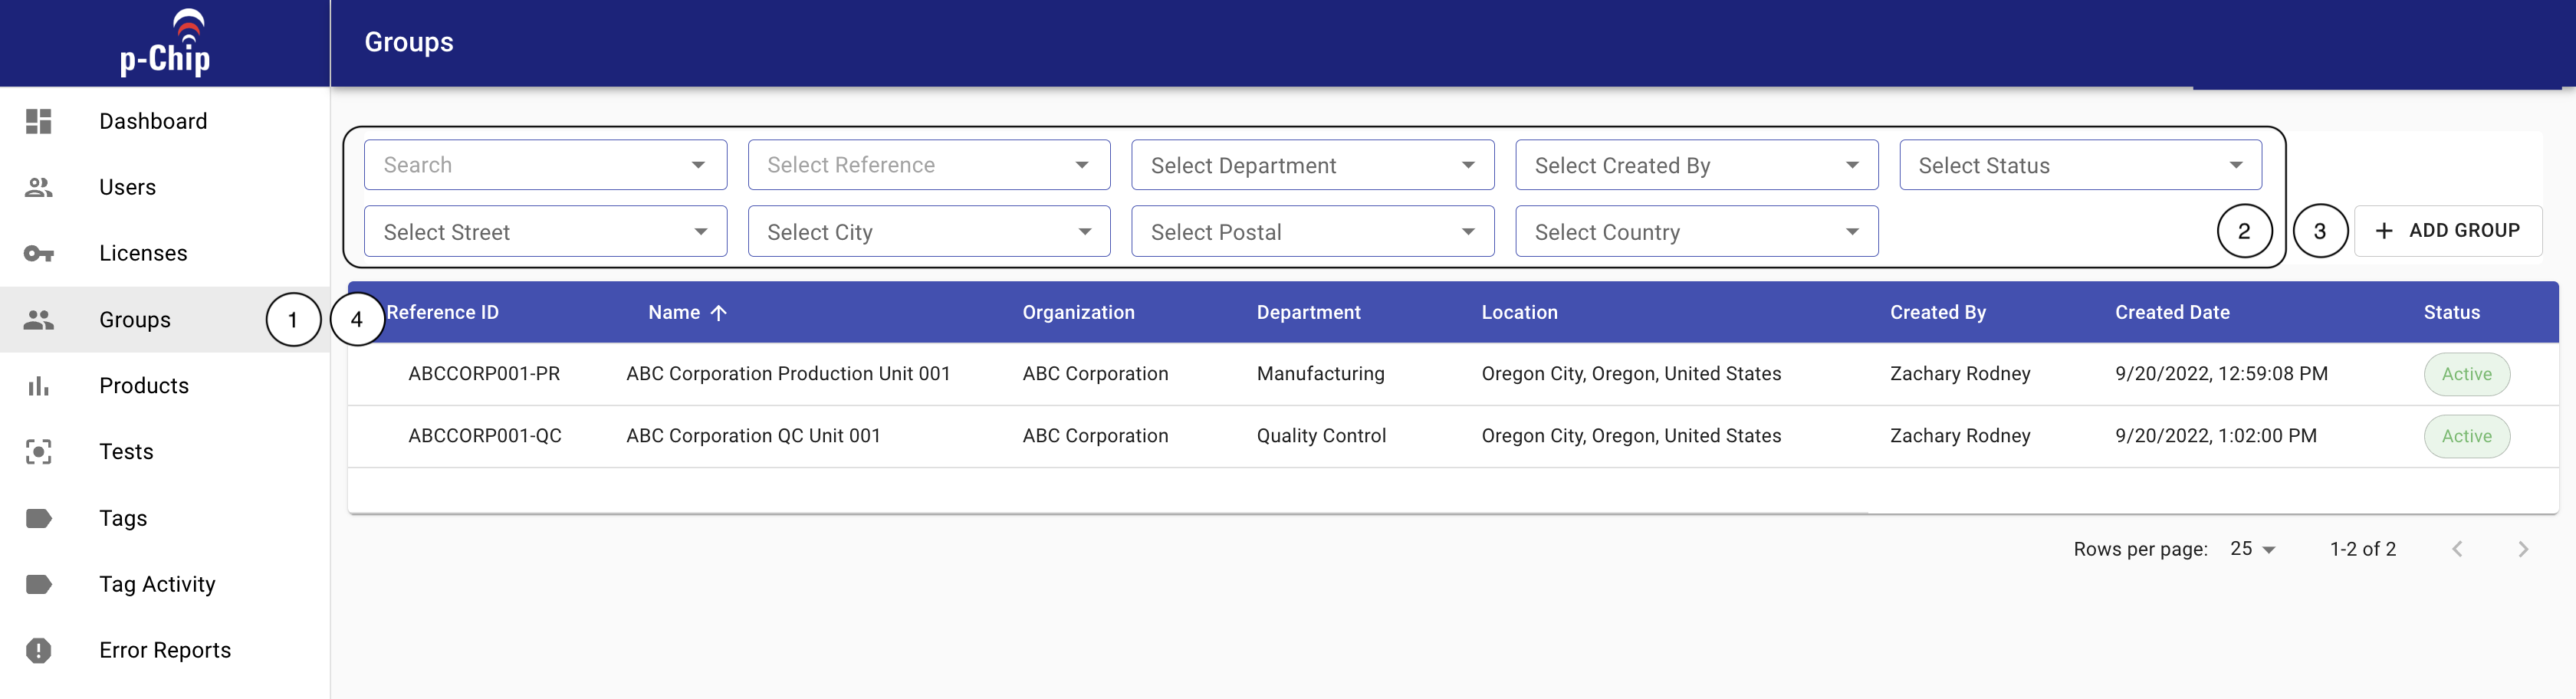 p-Chip
Groups
Dashboard
Users
Licenses
Groups
Products
Tests
Tags
Tag Activity
Error Reports
1
Search
Select Reference
Select Department
Select Created By
Select Status
Select Street
Select City
Select Postal
Select Country
2
3
+ ADD GROUP
4
Reference ID Name ↑ Organization Department Location Created By Created Date Status
ABCCORP001-PR ABC Corporation Production Unit 001 ABC Corporation Manufacturing Oregon City, Oregon, United States Zachary Rodney 9/20/2022, 12:59:08 PM Active
ABCCORP001-QC ABC Corporation QC Unit 001 ABC Corporation Quality Control Oregon City, Oregon, United States Zachary Rodney 9/20/2022, 1:02:00 PM Active
Rows per page: 25 1-2 of 2